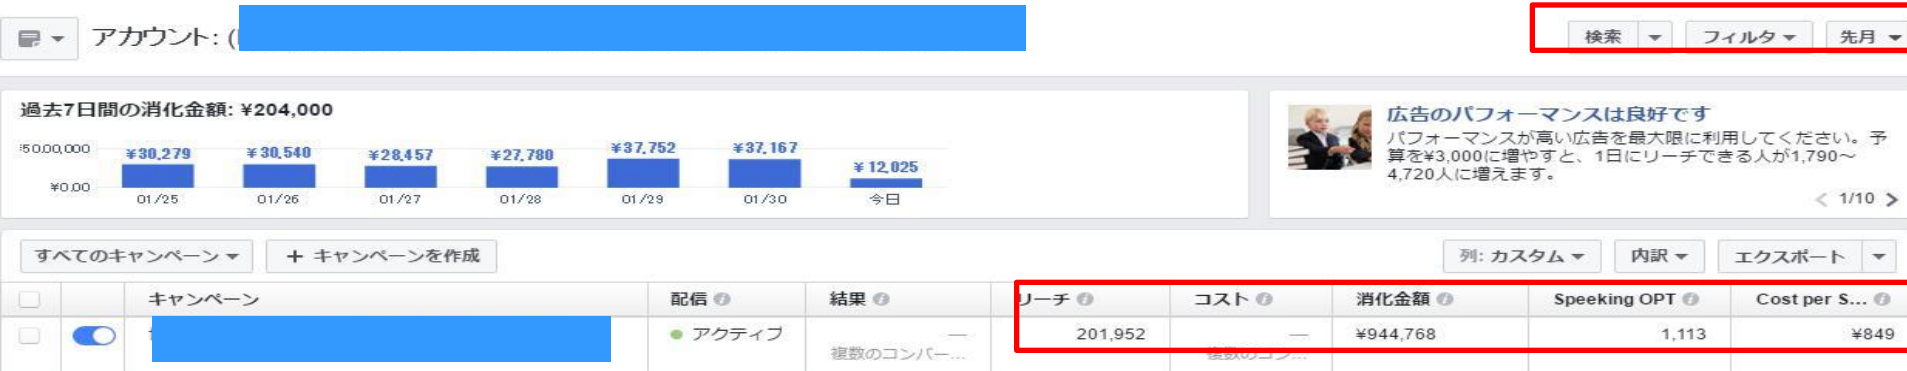 アカウント: (
検索 フィルタ 先月
過去7日間の消化金額: ¥204,000
¥30,279 ¥30,540 ¥28,457 ¥27,780 ¥37,752 ¥37,167 ¥12,025
¥0.00
01/25 01/26 01/27 01/28 01/29 01/30 今日
広告のパフォーマンスは良好です
パフォーマンスが高い広告を最大限に利用してください。予
算を¥3,000に増やすと、1日にリーチできる人が1,790~
4,720人に増えます。
< 1/10 >
すべてのキャンペーン + キャンペーンを作成 列: カスタム 内訳 エクスポート
キャンペーン 配信 結果 リーチ コスト 消化金額 Speeking OPT Cost per S...
アクティブ — 201,952 — ¥944,768 1,113 ¥849
複数のコンバー... 複数のコン...